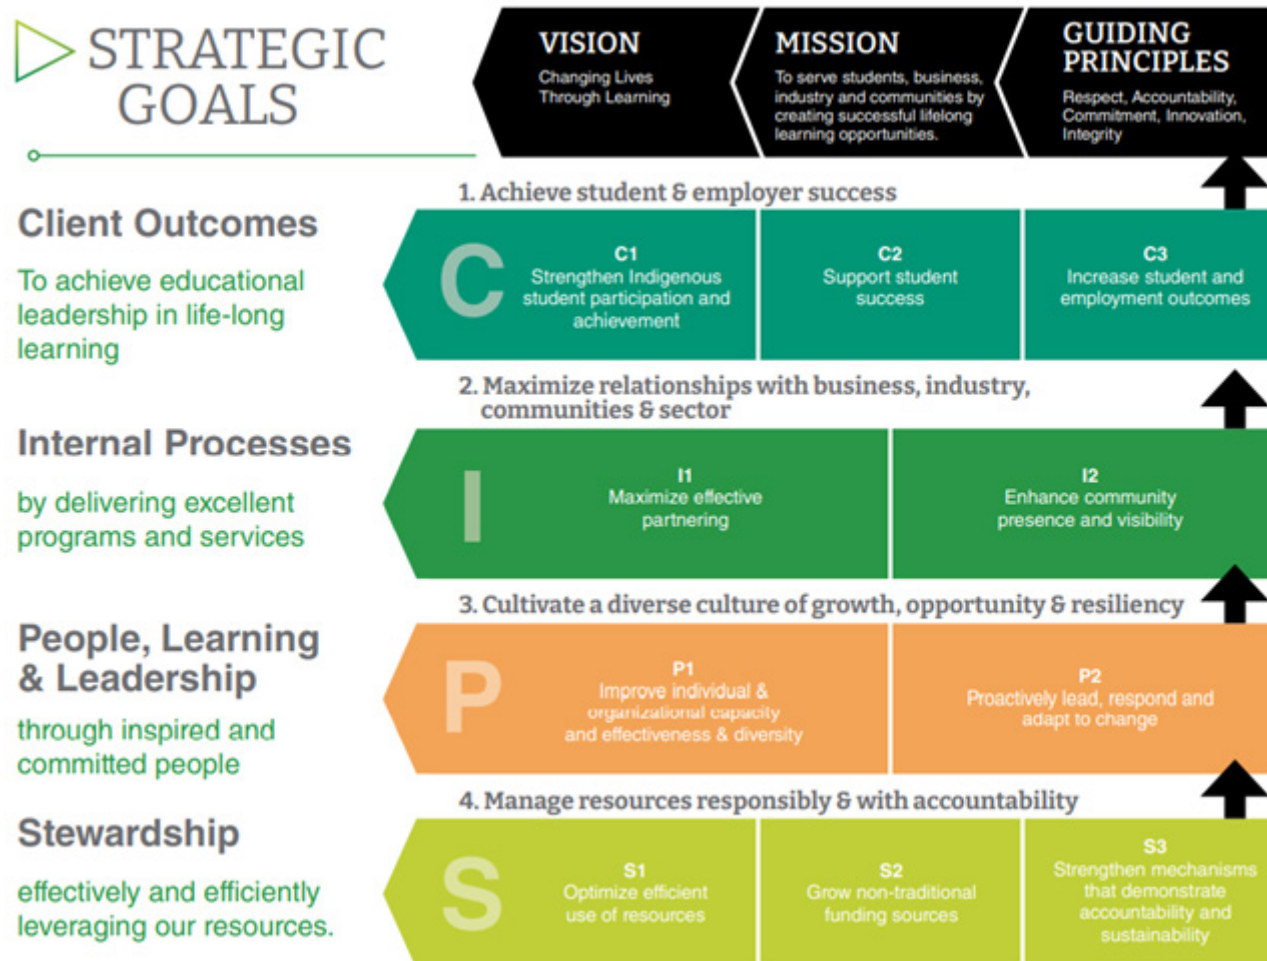 STRATEGIC
GOALS
VISION
Changing Lives
Through Learning
MISSION
To serve students, business,
industry and communities by
creating successful lifelong
learning opportunities.
GUIDING
PRINCIPLES
Respect, Accountability,
Commitment, Innovation,
Integrity
Client Outcomes
To achieve educational
leadership in life-long
learning
1. Achieve student & employer success
C
C1
Strengthen Indigenous
student participation and
achievement
C2
Support student
success
C3
Increase student and
employment outcomes
Internal Processes
by delivering excellent
programs and services
2. Maximize relationships with business, industry,
communities & sector
I
I1
Maximize effective
partnering
I2
Enhance community
presence and visibility
People, Learning
& Leadership
through inspired and
committed people
3. Cultivate a diverse culture of growth, opportunity & resiliency
P
P1
Improve individual &
organizational capacity
and effectiveness & diversity
P2
Proactively lead, respond and
adapt to change
Stewardship
effectively and efficiently
leveraging our resources.
4. Manage resources responsibly & with accountability
S
S1
Optimize efficient
use of resources
S2
Grow non-traditional
funding sources
S3
Strengthen mechanisms
that demonstrate
accountability and
sustainability